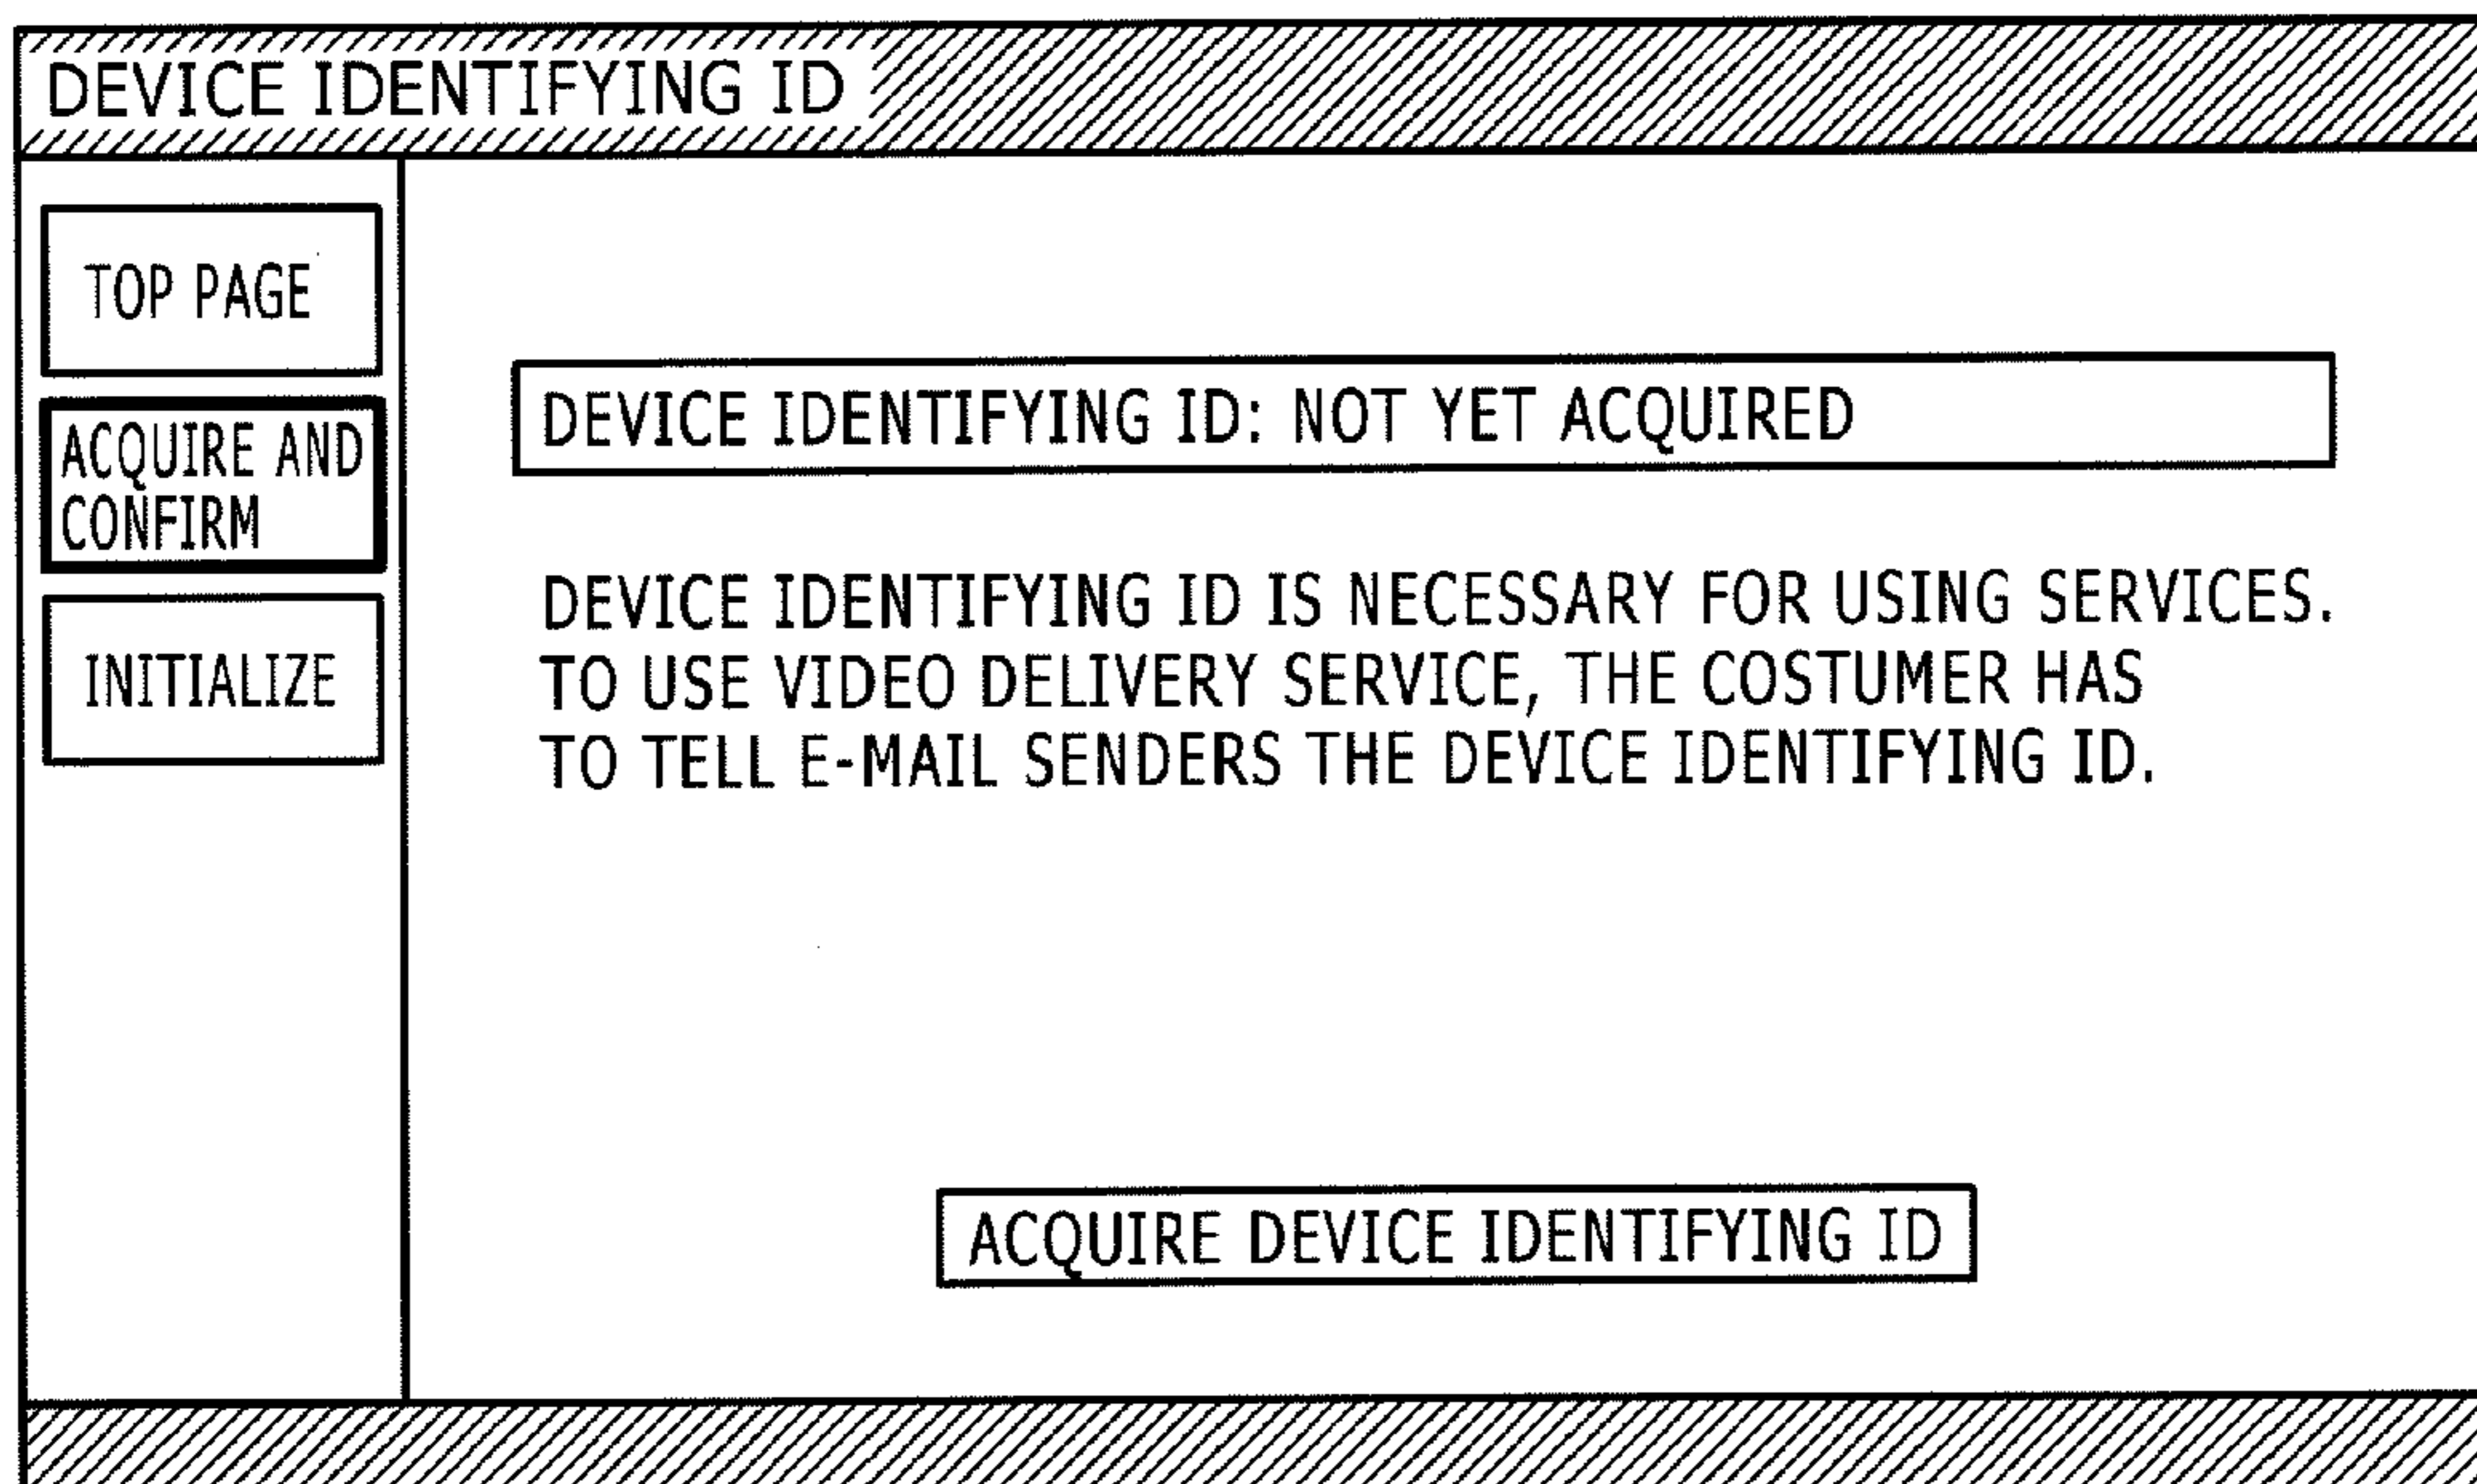 DEVICE IDENTIFYING ID
TOP PAGE
ACQUIRE AND
CONFIRM
INITIALIZE
DEVICE IDENTIFYING ID: NOT YET ACQUIRED
DEVICE IDENTIFYING ID IS NECESSARY FOR USING SERVICES.
TO USE VIDEO DELIVERY SERVICE, THE COSTUMER HAS
TO TELL E-MAIL SENDERS THE DEVICE IDENTIFYING ID.
ACQUIRE DEVICE IDENTIFYING ID